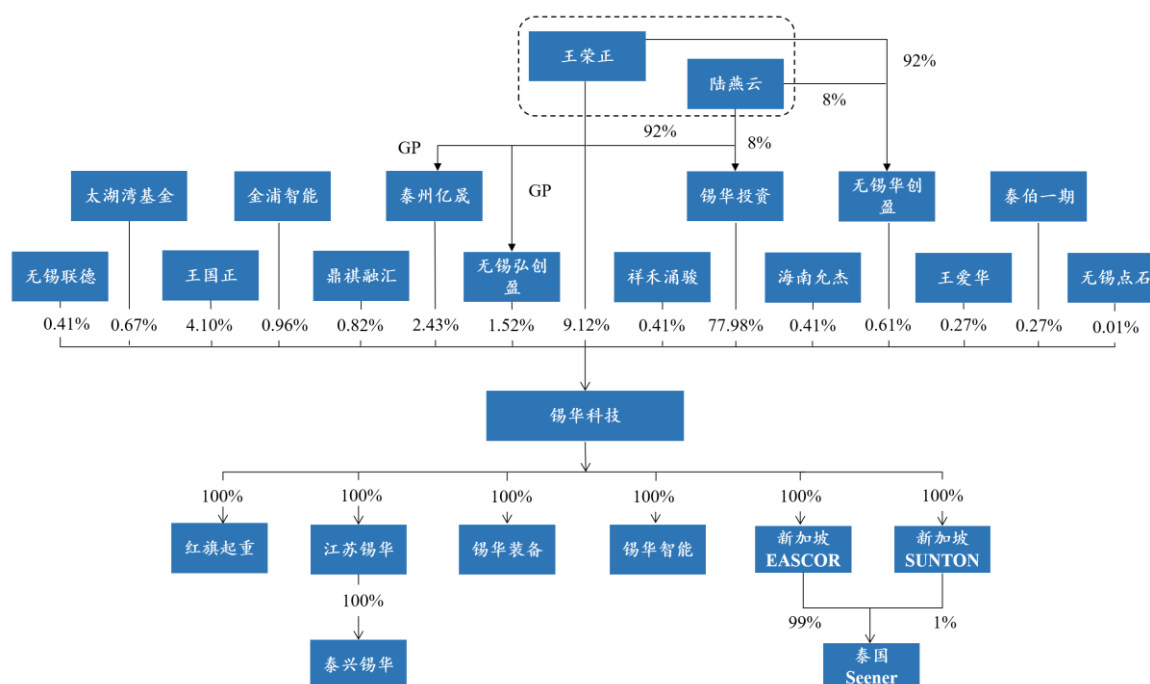 王荣正
92%
陆燕云
8%
92%
8%
GP
GP
太湖湾基金
金浦智能
泰州亿晟
锡华投资
无锡华创
盈
泰伯一期
无锡联德
王国正
鼎祺融汇
无锡弘创
盈
祥禾涌骏
海南允杰
王爱华
无锡点石
0.41%
0.67%
4.10%
0.96%
0.82%
2.43%
1.52%
9.12%
0.41%
77.98%
0.41%
0.61%
0.27%
0.27%
0.01%
锡华科技
100%
100%
100%
100%
100%
100%
红旗起重
江苏锡华
锡华装备
锡华智能
新加坡
EASCOR
新加坡
SUNTON
100%
99%
1%
泰兴锡华
泰国
Seener